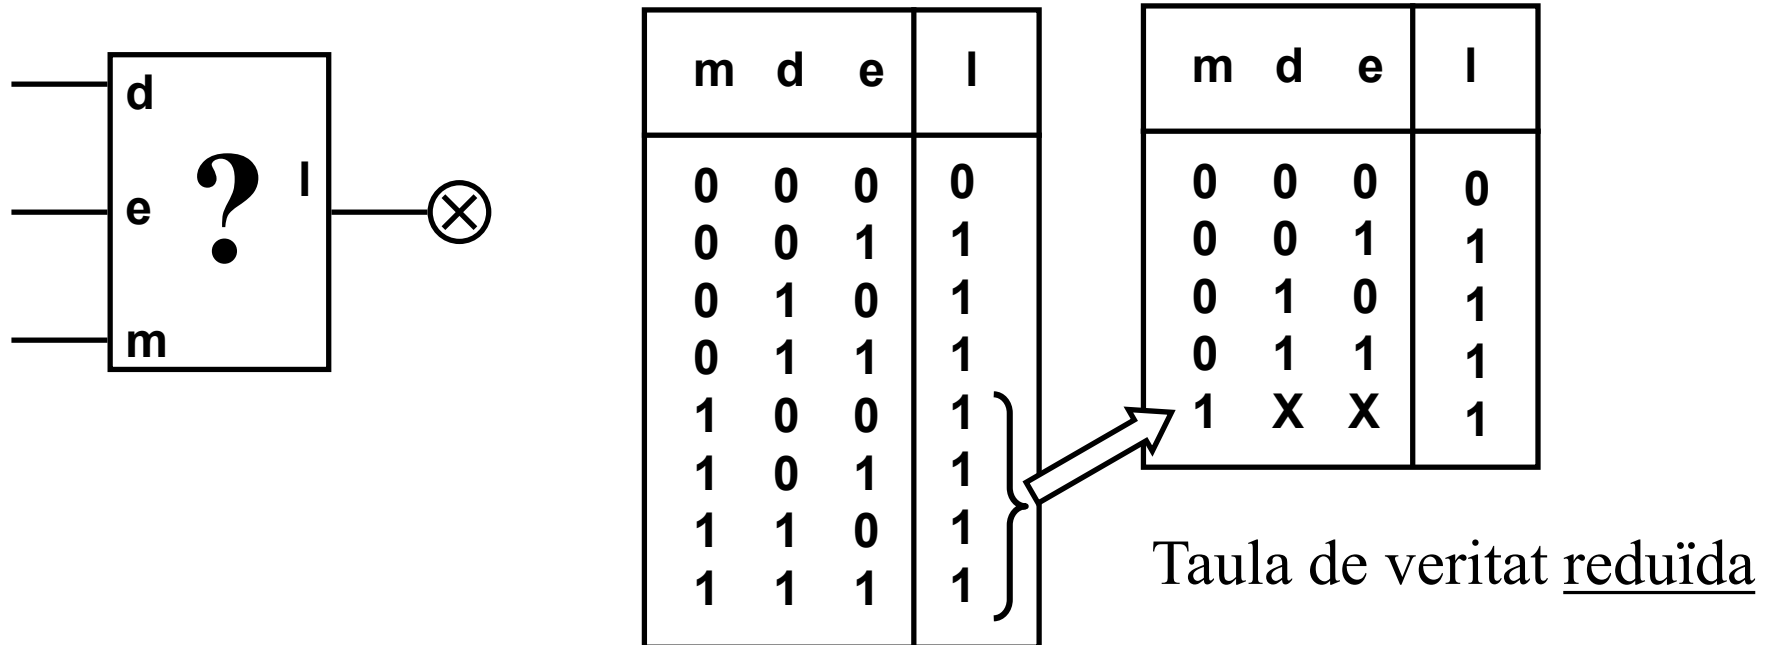 d
e ? l
m
m d e l
0 0 0 0
0 0 1 1
0 1 0 1
0 1 1 1
1 0 0 1
1 0 1 1
1 1 0 1
1 1 1 1
m d e l
0 0 0 0
0 0 1 1
0 1 0 1
0 1 1 1
1 X X 1
Taula de veritat reduïda